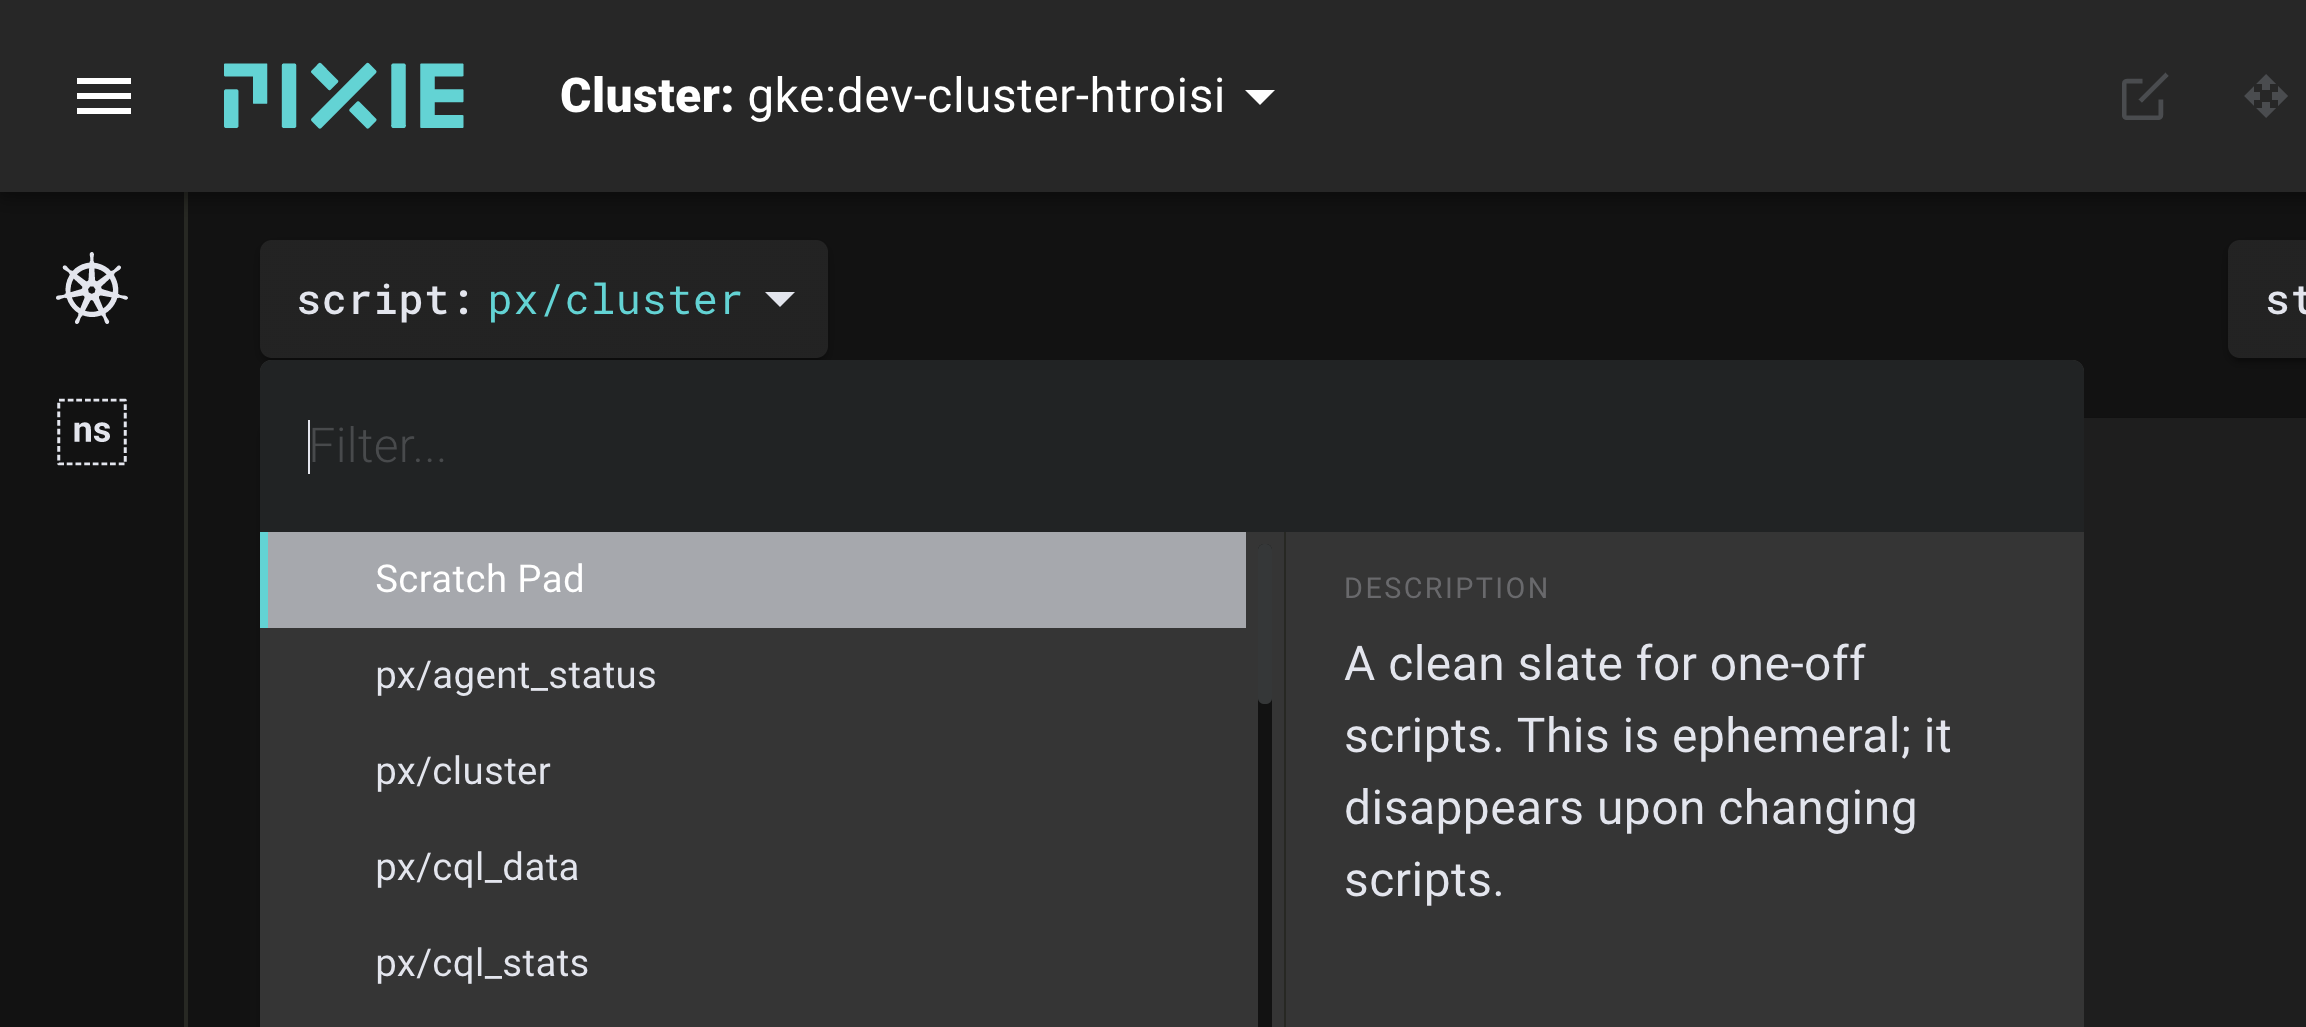 PIXIE
Cluster: gke:dev-cluster-htroisi
script: px/cluster
st
ns
Filter...
Scratch Pad
px/agent_status
px/cluster
px/cql_data
px/cql_stats
DESCRIPTION
A clean slate for one-off
scripts. This is ephemeral; it
disappears upon changing
scripts.